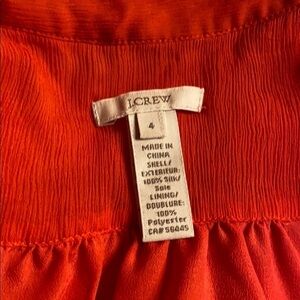 J.CREW
4
MADE IN
CHINA
SHELL/
EXTERIEUR:
100% Silk/
Soie
LINING/
DOUBLURE:
100%
Polyester
CA# 56445